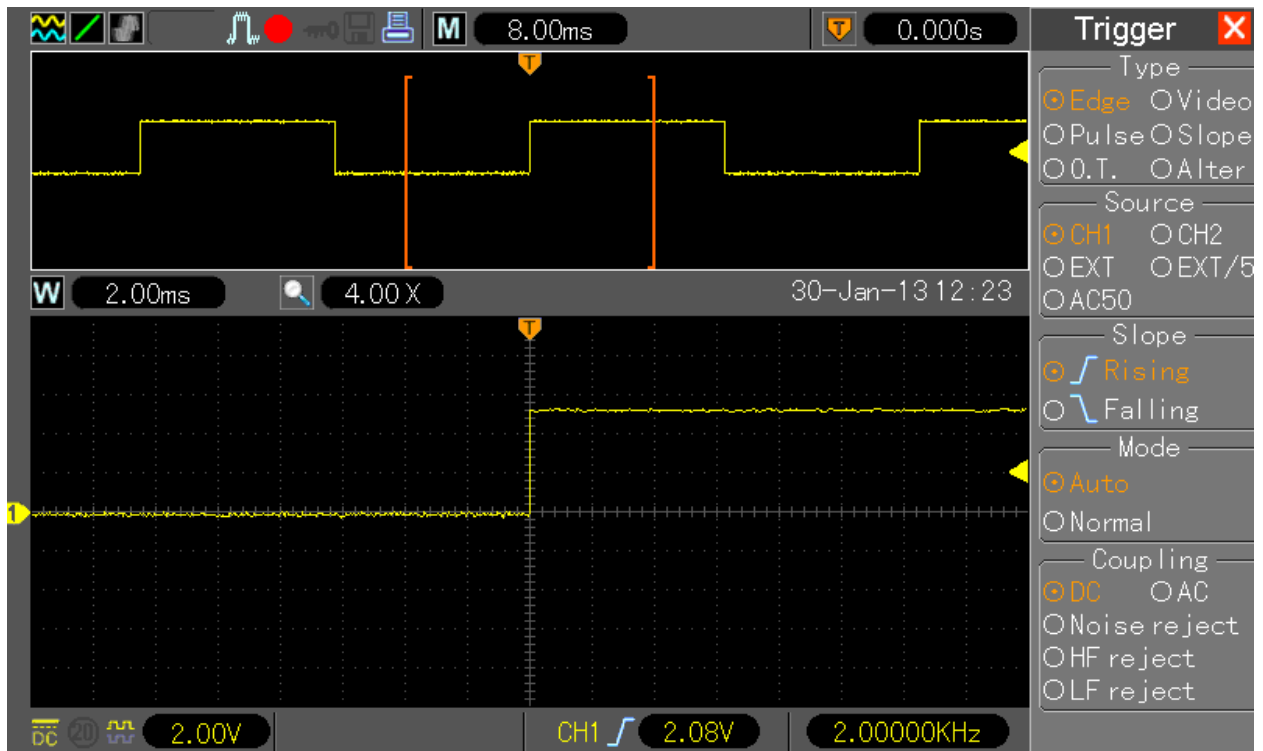 M 8.00ms T 0.000s
T
W 2.00ms 4.00X 30-Jan-13 12:23
T
1
DC 2D 2.00V CH1 2.08V 2.00000KHz
Trigger X
Type
Edge Video
Pulse Slope
O.T. Alter
Source
CH1 CH2
EXT EXT/5
AC50
Slope
Rising
Falling
Mode
Auto
Normal
Coupling
DC AC
Noise reject
HF reject
LF reject